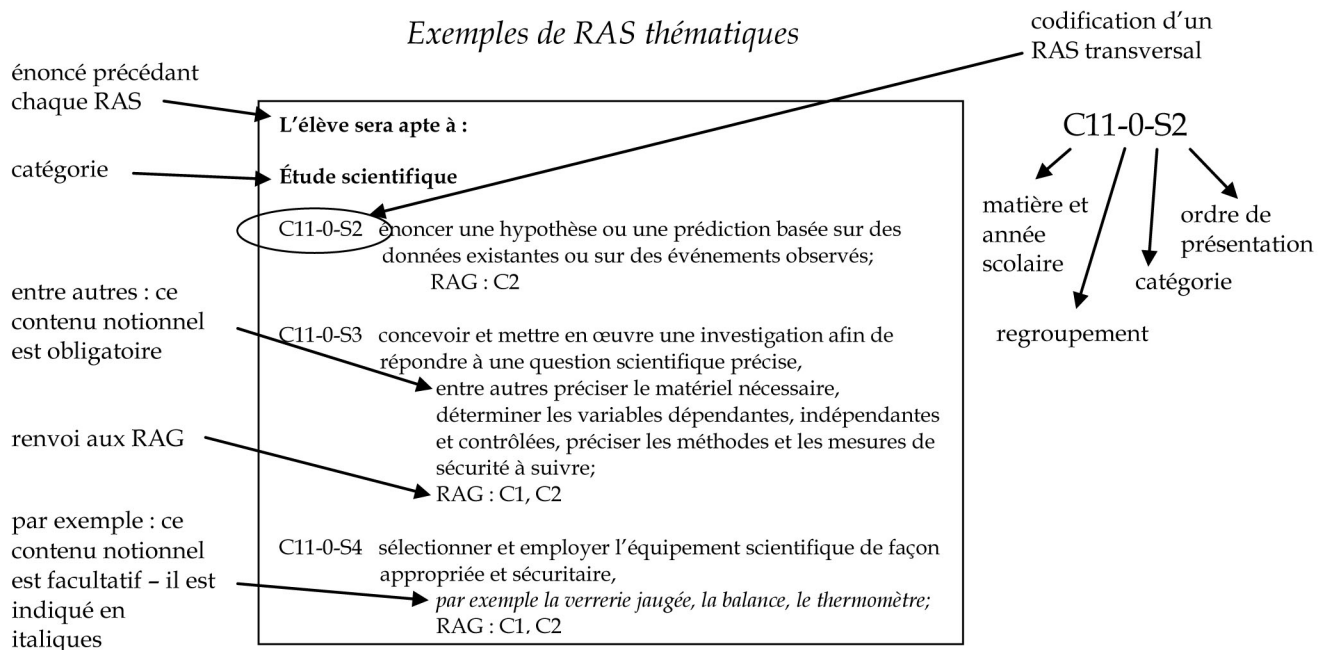 Exemples de RAS thématiques
codification d'un
RAS transversal
énoncé précédant
chaque RAS
L'élève sera apte à :
catégorie
Étude scientifique
C11-0-S2 énoncer une hypothèse ou une prédiction basée sur des
données existantes ou sur des événements observés;
RAG : C2
entre autres : ce
contenu notionnel
est obligatoire
C11-0-S3 concevoir et mettre en œuvre une investigation afin de
répondre à une question scientifique précise,
entre autres préciser le matériel nécessaire,
déterminer les variables dépendantes, indépendantes
et contrôlées, préciser les méthodes et les mesures de
sécurité à suivre;
RAG : C1, C2
renvoi aux RAG
par exemple : ce
contenu notionnel
est facultatif – il est
indiqué en
italiques
C11-0-S4 sélectionner et employer l'équipement scientifique de façon
appropriée et sécuritaire,
par exemple la verrerie jaugée, la balance, le thermomètre;
RAG : C1, C2
C11-0-S2
matière et
année
scolaire
ordre de
présentation
catégorie
regroupement